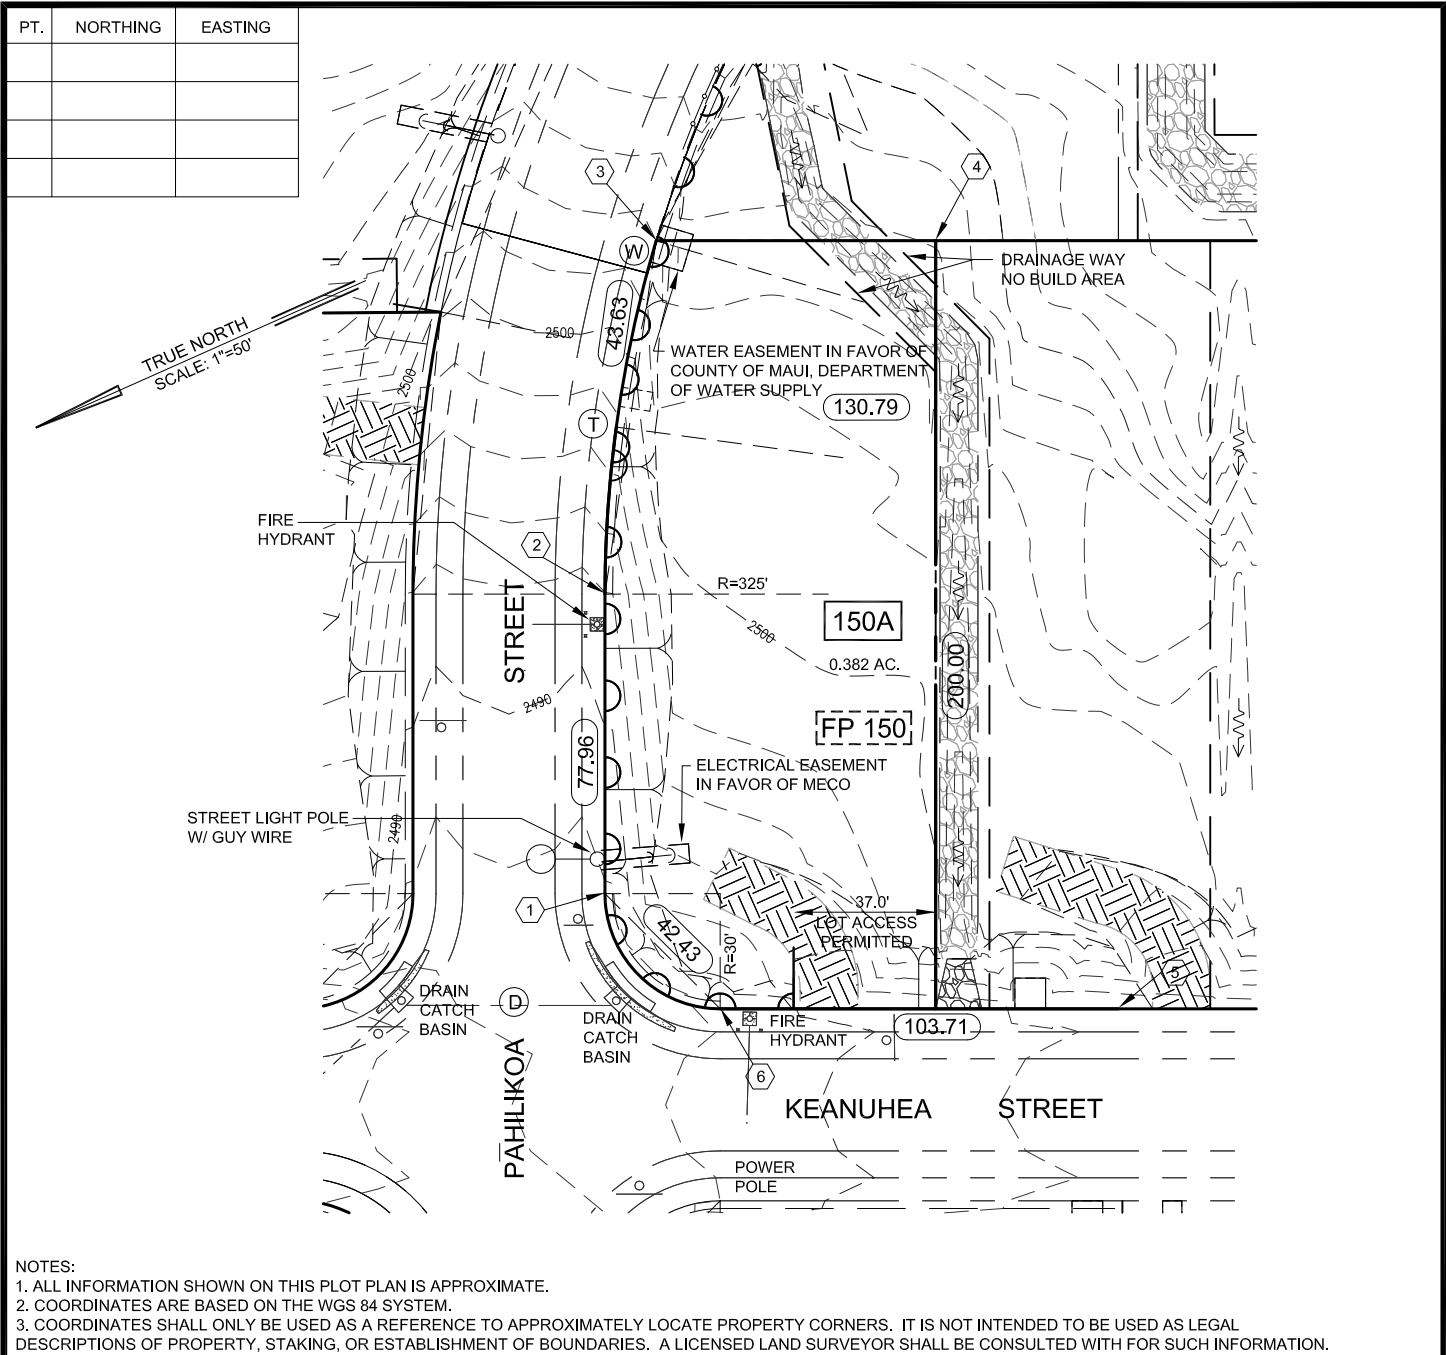 PT. NORTHING EASTING
3
4
W
DRAINAGE WAY
NO BUILD AREA
TRUE NORTH
SCALE: 1"=50'
43.63
2500
2500
WATER EASEMENT IN FAVOR OF
COUNTY OF MAUI, DEPARTMENT
OF WATER SUPPLY
130.79
T
FIRE
HYDRANT
2
R=325'
STREET
150A
2500
0.382 AC.
200.00
2490
FP 150
77.96
ELECTRICAL EASEMENT
IN FAVOR OF MECO
STREET LIGHT POLE
W/ GUY WIRE
2490
1
42.43
R=30'
37.0'
LOT ACCESS
PERMITTED
5
DRAIN
CATCH
BASIN
D
DRAIN
CATCH
BASIN
FIRE
HYDRANT
103.71
6
PĀHILIKOA
KEANUHEA STREET
POWER
POLE
NOTES:
1. ALL INFORMATION SHOWN ON THIS PLOT PLAN IS APPROXIMATE.
2. COORDINATES ARE BASED ON THE WGS 84 SYSTEM.
3. COORDINATES SHALL ONLY BE USED AS A REFERENCE TO APPROXIMATELY LOCATE PROPERTY CORNERS. IT IS NOT INTENDED TO BE USED AS LEGAL
DESCRIPTIONS OF PROPERTY, STAKING, OR ESTABLISHMENT OF BOUNDARIES. A LICENSED LAND SURVEYOR SHALL BE CONSULTED WITH FOR SUCH INFORMATION.